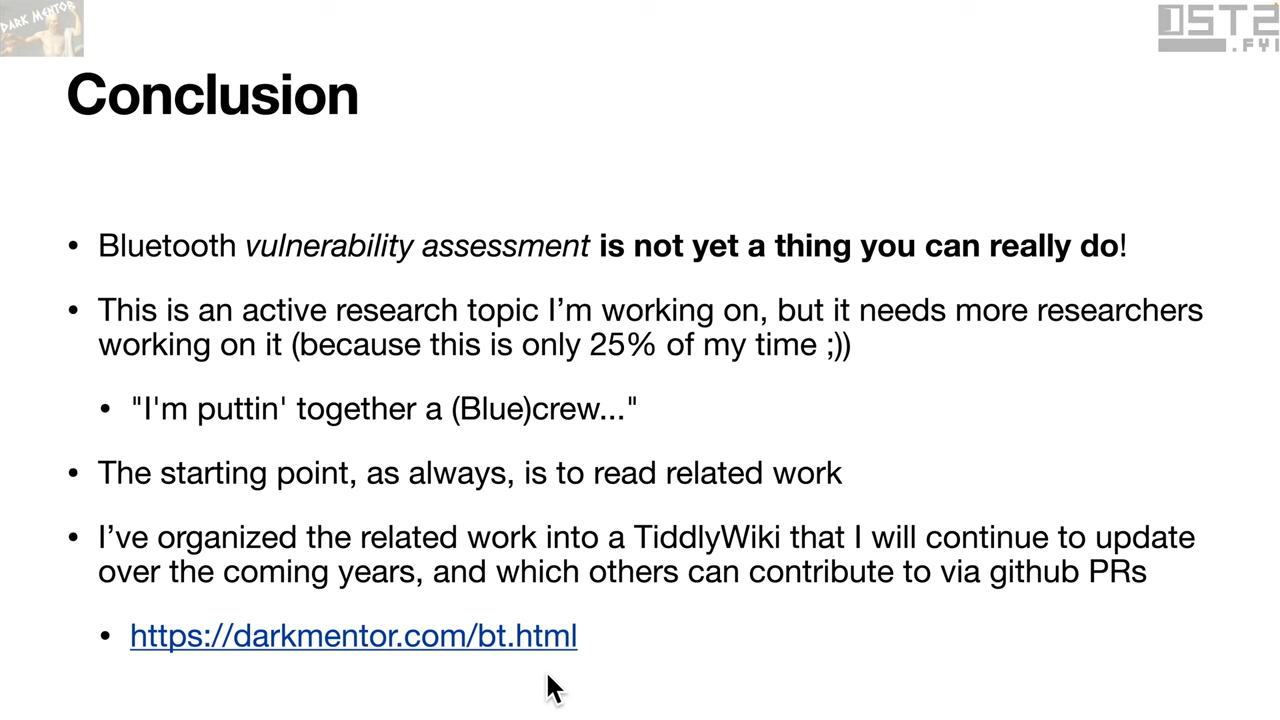 DARK MENTOR
OST2
.FYI
Conclusion
• Bluetooth vulnerability assessment is not yet a thing you can really do!
• This is an active research topic I’m working on, but it needs more researchers
working on it (because this is only 25% of my time ;))
• "I'm puttin' together a (Blue)crew..."
• The starting point, as always, is to read related work
• I’ve organized the related work into a TiddlyWiki that I will continue to update
over the coming years, and which others can contribute to via github PRs
• https://darkmentor.com/bt.html